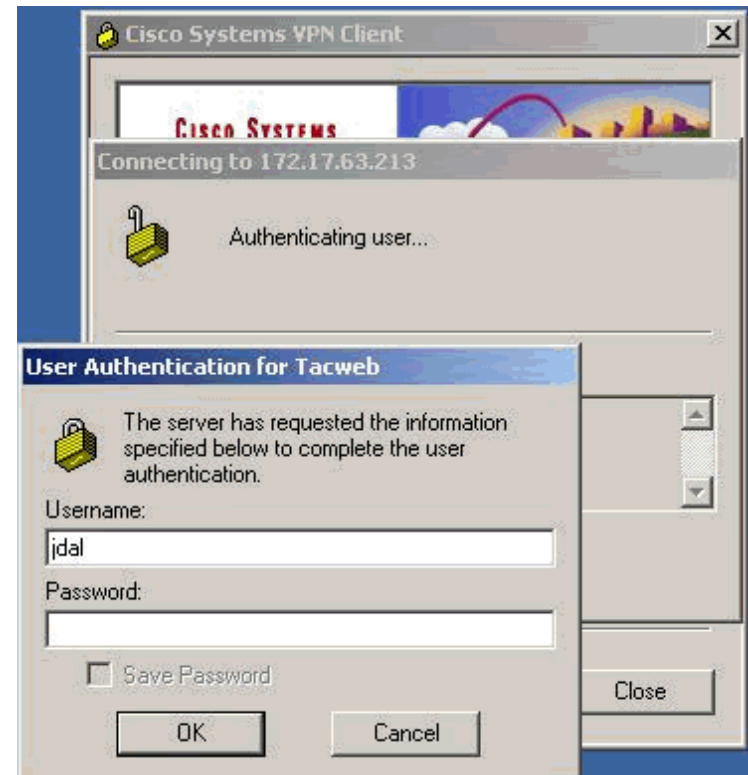 Cisco Systems VPN Client
CISCO SYSTEMS
Connecting to 172.17.63.213
Authenticating user...
User Authentication for Tacweb
The server has requested the information
specified below to complete the user
authentication.
Username:
jdal
Password:
Save Password
OK
Cancel
Close